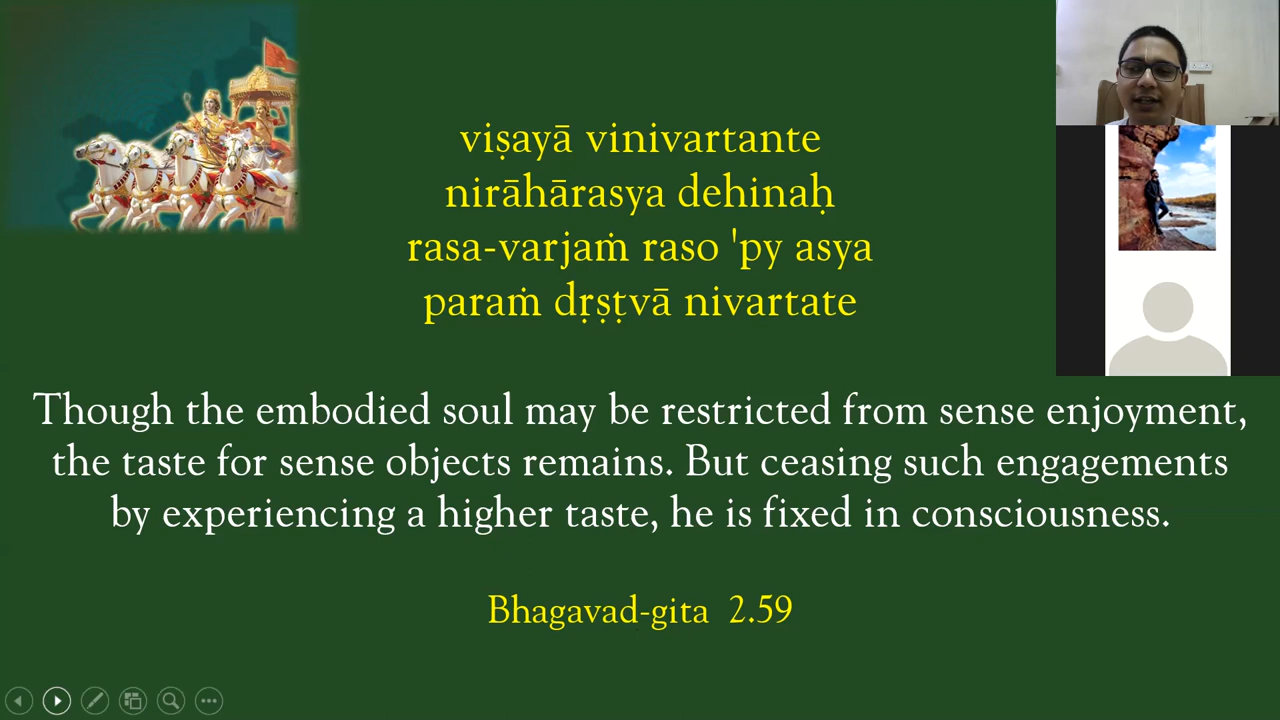 viṣayā vinivartante
nirāhārasya dehinaḥ
rasa-varjaṁ raso 'py asya
paraṁ dṛṣṭvā nivartate
Though the embodied soul may be restricted from sense enjoyment,
the taste for sense objects remains. But ceasing such engagements
by experiencing a higher taste, he is fixed in consciousness.
Bhagavad-gita 2.59